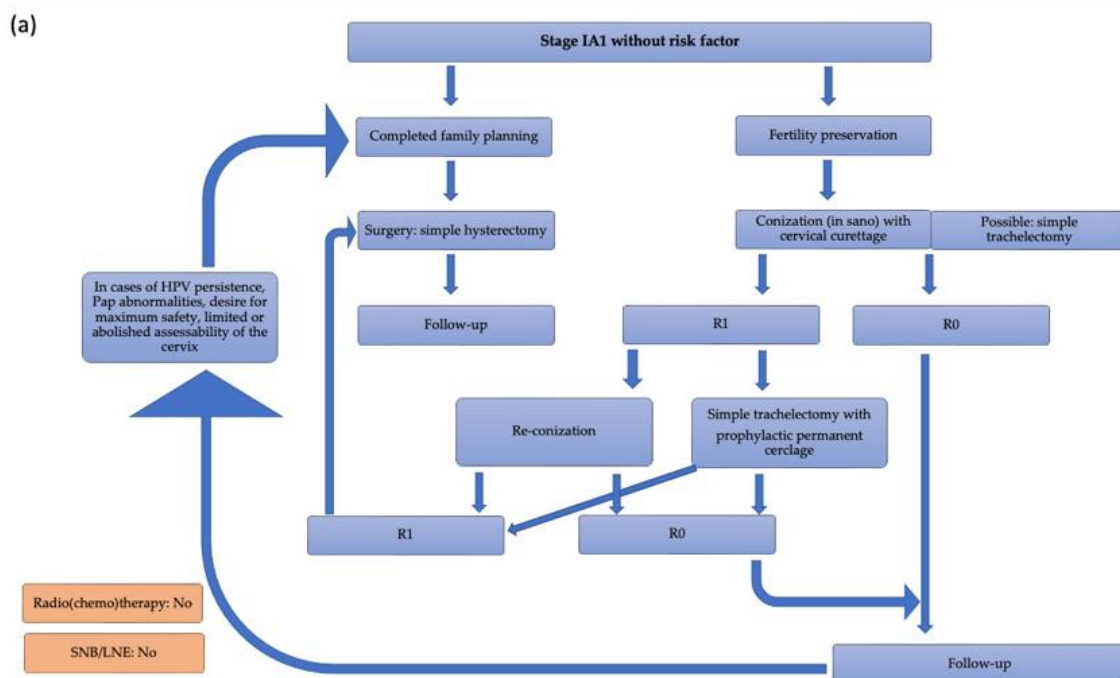 (a)
Stage IA1 without risk factor
Completed family planning
Fertility preservation
Surgery: simple hysterectomy
Conization (in sano) with
cervical curettage
Possible: simple
trachelectomy
In cases of HPV persistence,
Pap abnormalities, desire for
maximum safety, limited or
abolished assessability of the
cervix
Follow-up
R1
R0
Re-conization
Simple trachelectomy with
prophylactic permanent
cerclage
R1
R0
Radio(chemo)therapy: No
SNB/LNE: No
Follow-up